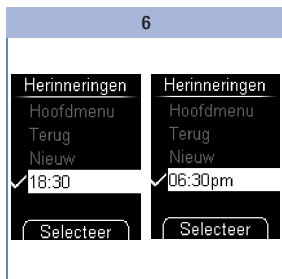 6
Herinneringen
Hoofdmenu
Terug
Nieuw
18:30
Selecteer
Herinneringen
Hoofdmenu
Terug
Nieuw
06:30pm
Selecteer